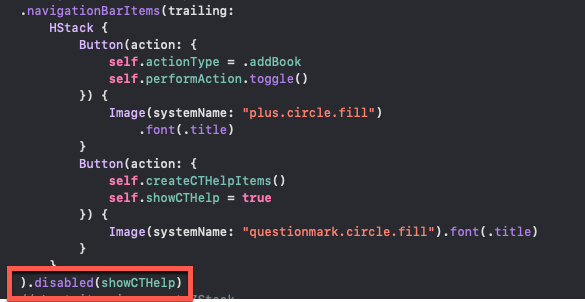 .navigationBarItems(trailing:
HStack {
Button(action: {
self.actionType = .addBook
self.performAction.toggle()
}) {
Image(systemName: "plus.circle.fill")
.font(.title)
}
Button(action: {
self.createCTHelpItems()
self.showCTHelp = true
}) {
Image(systemName: "questionmark.circle.fill").font(.title)
}
}
).disabled(showCTHelp)